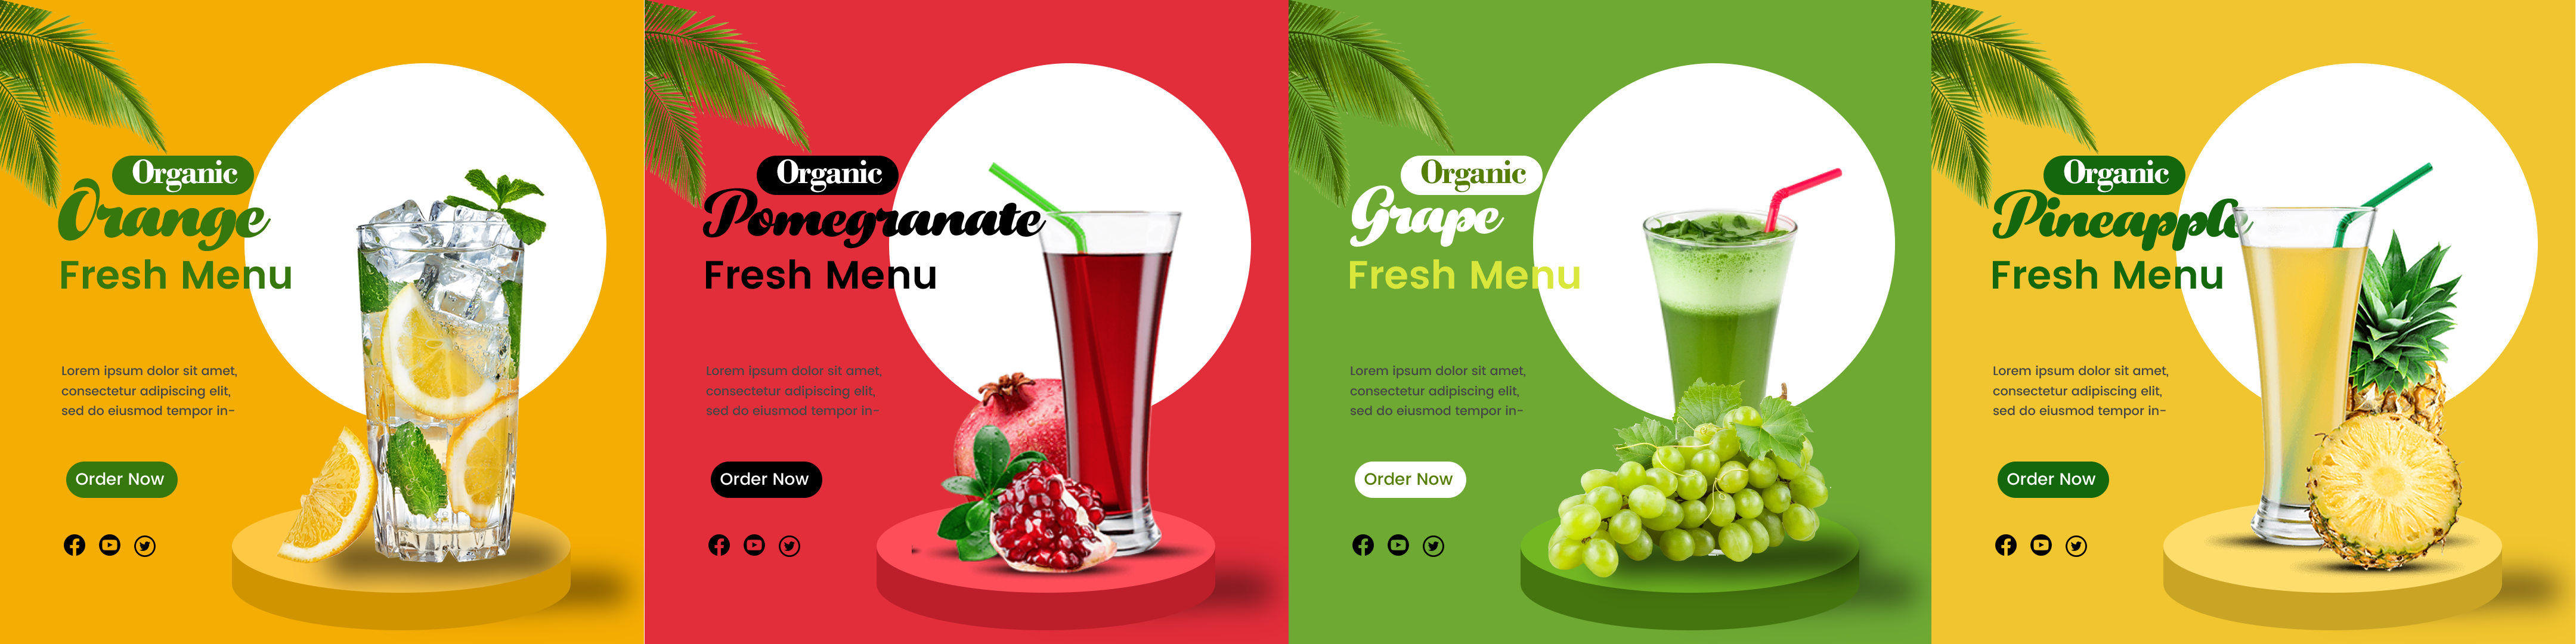 Organic
Orange
Fresh Menu
Lorem ipsum dolor sit amet,
consectetur adipiscing elit,
sed do eiusmod tempor in-
Order Now
Organic
Pomegranate
Fresh Menu
Lorem ipsum dolor sit amet,
consectetur adipiscing elit,
sed do eiusmod tempor in-
Order Now
Organic
Grape
Fresh Menu
Lorem ipsum dolor sit amet,
consectetur adipiscing elit,
sed do eiusmod tempor in-
Order Now
Organic
Pineapple
Fresh Menu
Lorem ipsum dolor sit amet,
consectetur adipiscing elit,
sed do eiusmod tempor in-
Order Now